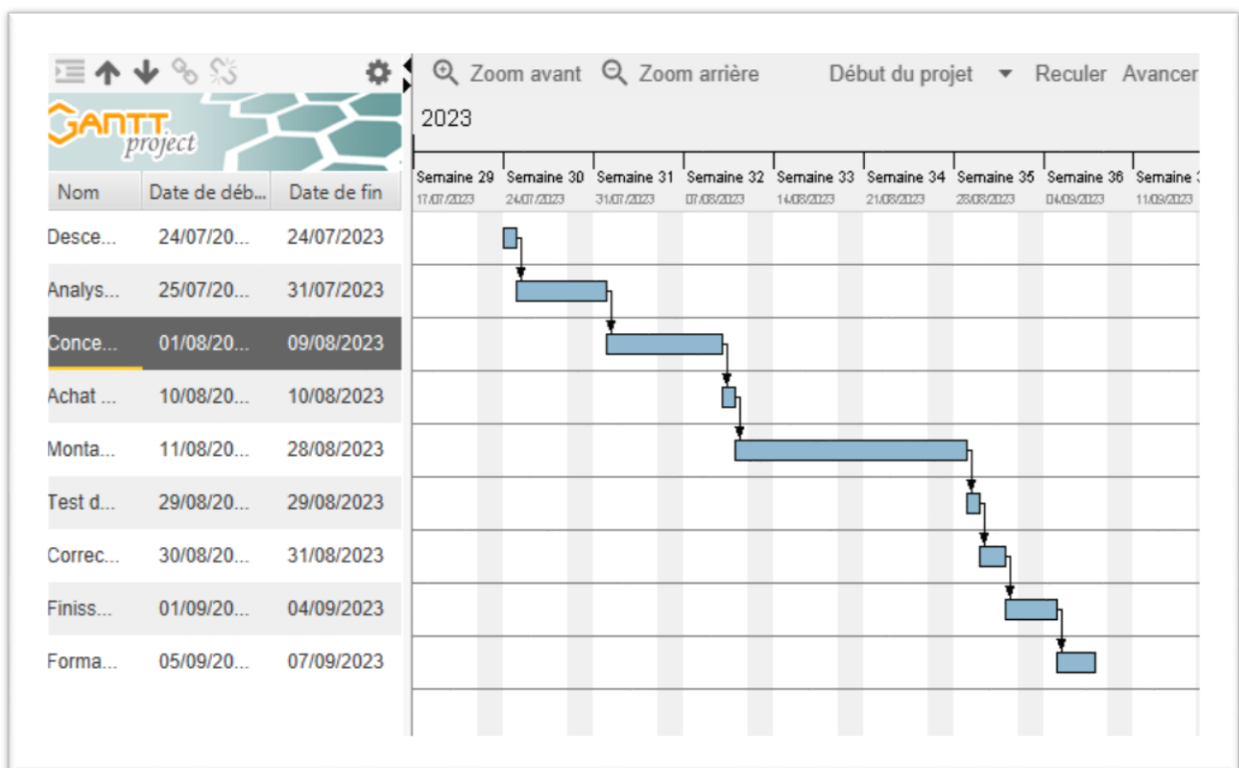 Zoom avant Zoom arrière Début du projet Reculer Avancer
GANTT
project
2023
Semaine 29 Semaine 30 Semaine 31 Semaine 32 Semaine 33 Semaine 34 Semaine 35 Semaine 36 Semaine
17/07/2023 24/07/2023 31/07/2023 07/08/2023 14/08/2023 21/08/2023 28/08/2023 04/09/2023 11/09/2023
Nom Date de déb... Date de fin
Desce... 24/07/20... 24/07/2023
Analys... 25/07/20... 31/07/2023
Conce... 01/08/20... 09/08/2023
Achat ... 10/08/20... 10/08/2023
Monta... 11/08/20... 28/08/2023
Test d... 29/08/20... 29/08/2023
Correc... 30/08/20... 31/08/2023
Finiss... 01/09/20... 04/09/2023
Forma... 05/09/20... 07/09/2023